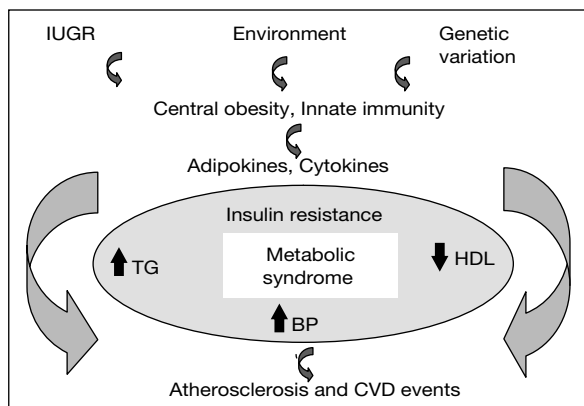 IUGR Environment Genetic
variation
Central obesity, Innate immunity
Adipokines, Cytokines
Insulin resistance
Metabolic
syndrome
TG
HDL
BP
Atherosclerosis and CVD events